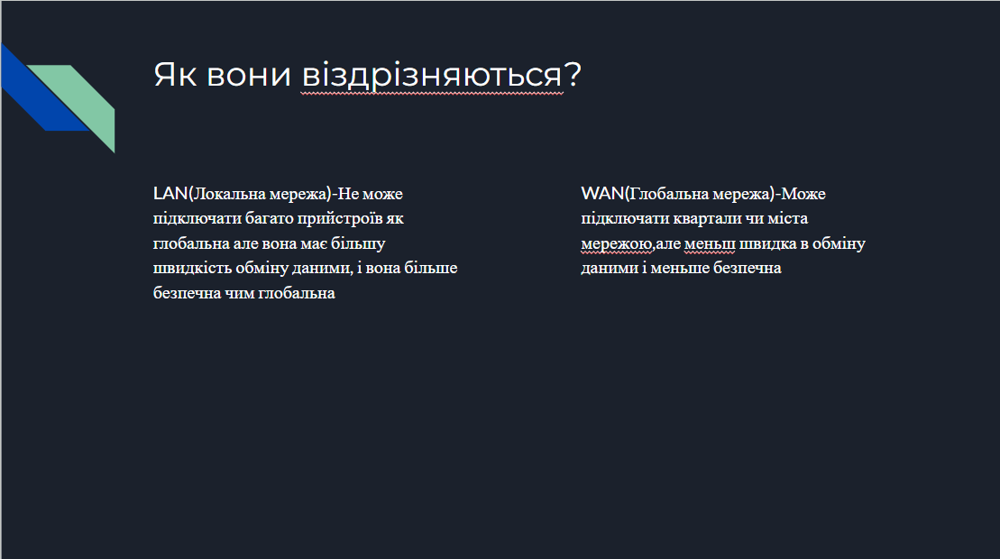 Як вони віздрізняються?
LAN(Локальна мережа)-Не може
підключати багато прийстроїв як
глобальна але вона має більшу
швидкість обміну даними, і вона більше
безпечна чим глобальна
WAN(Глобальна мережа)-Може
підключати квартали чи міста
мережою,але меньш швидка в обміну
даними і меньше безпечна